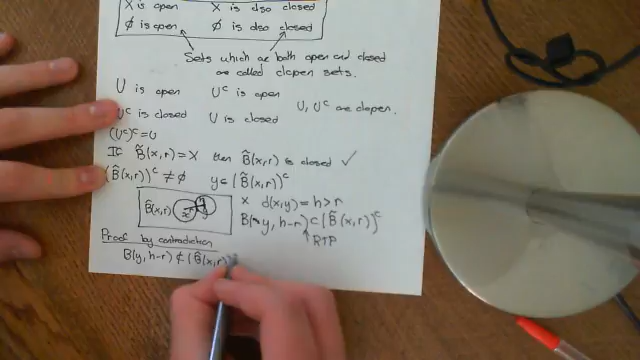 X is open X is also closed
∅ is open ∅ is also closed
Sets which are both open and closed
are called clopen sets.
U is open U^c is open
U^c is closed U is closed U, U^c are clopen.
(U^c)^c = U
If B̃(x,r) = X then B̃(x,r) is closed ✓
(B̃(x,r))^c ≠ ∅ y ∈ (B̃(x,r))^c
B̃(x,r) x y X d(x,y) = h > r
B(y, h-r) ⊂ (B̃(x,r))^c
RTP
Proof by contradiction
B(y, h-r) ⊄ (B̃(x,r))^c